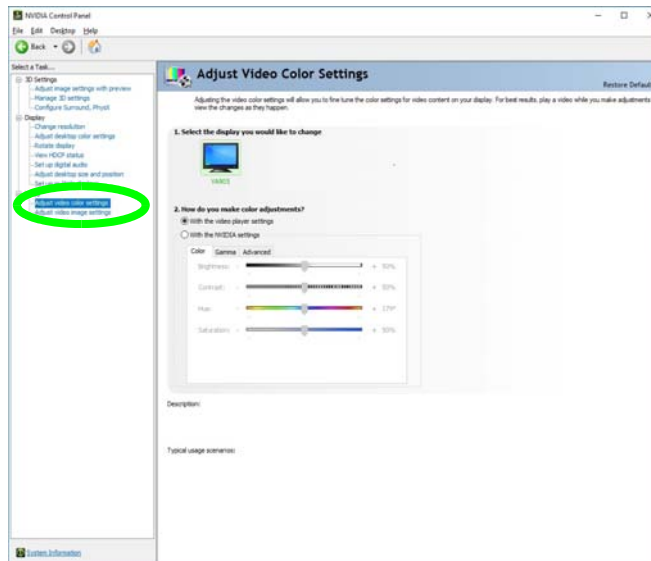 NVIDIA Control Panel
File Edit Desktop Help
Back
Select a Task...
3D Settings
Adjust image settings with preview
Manage 3D settings
Configure Surround, PhysX
Display
Change resolution
Adjust desktop color settings
Rotate display
View HDCP status
Set up digital audio
Adjust desktop size and position
Set up
Adjust video color settings
Adjust video image settings
System Information
Adjust Video Color Settings
Restore Default
Adjusting the video color settings will allow you to fine tune the color settings for video content on your display. For best results, play a video while you make adjustments
view the changes as they happen.
1. Select the display you would like to change
2. How do you make color adjustments?
With the video player settings
With the NVIDIA settings
Color Gamma Advanced
Brightness: - + 50%
Contrast: - + 50%
Hue: - + 179°
Saturation: - + 50%
Description:
Typical usage scenarios: